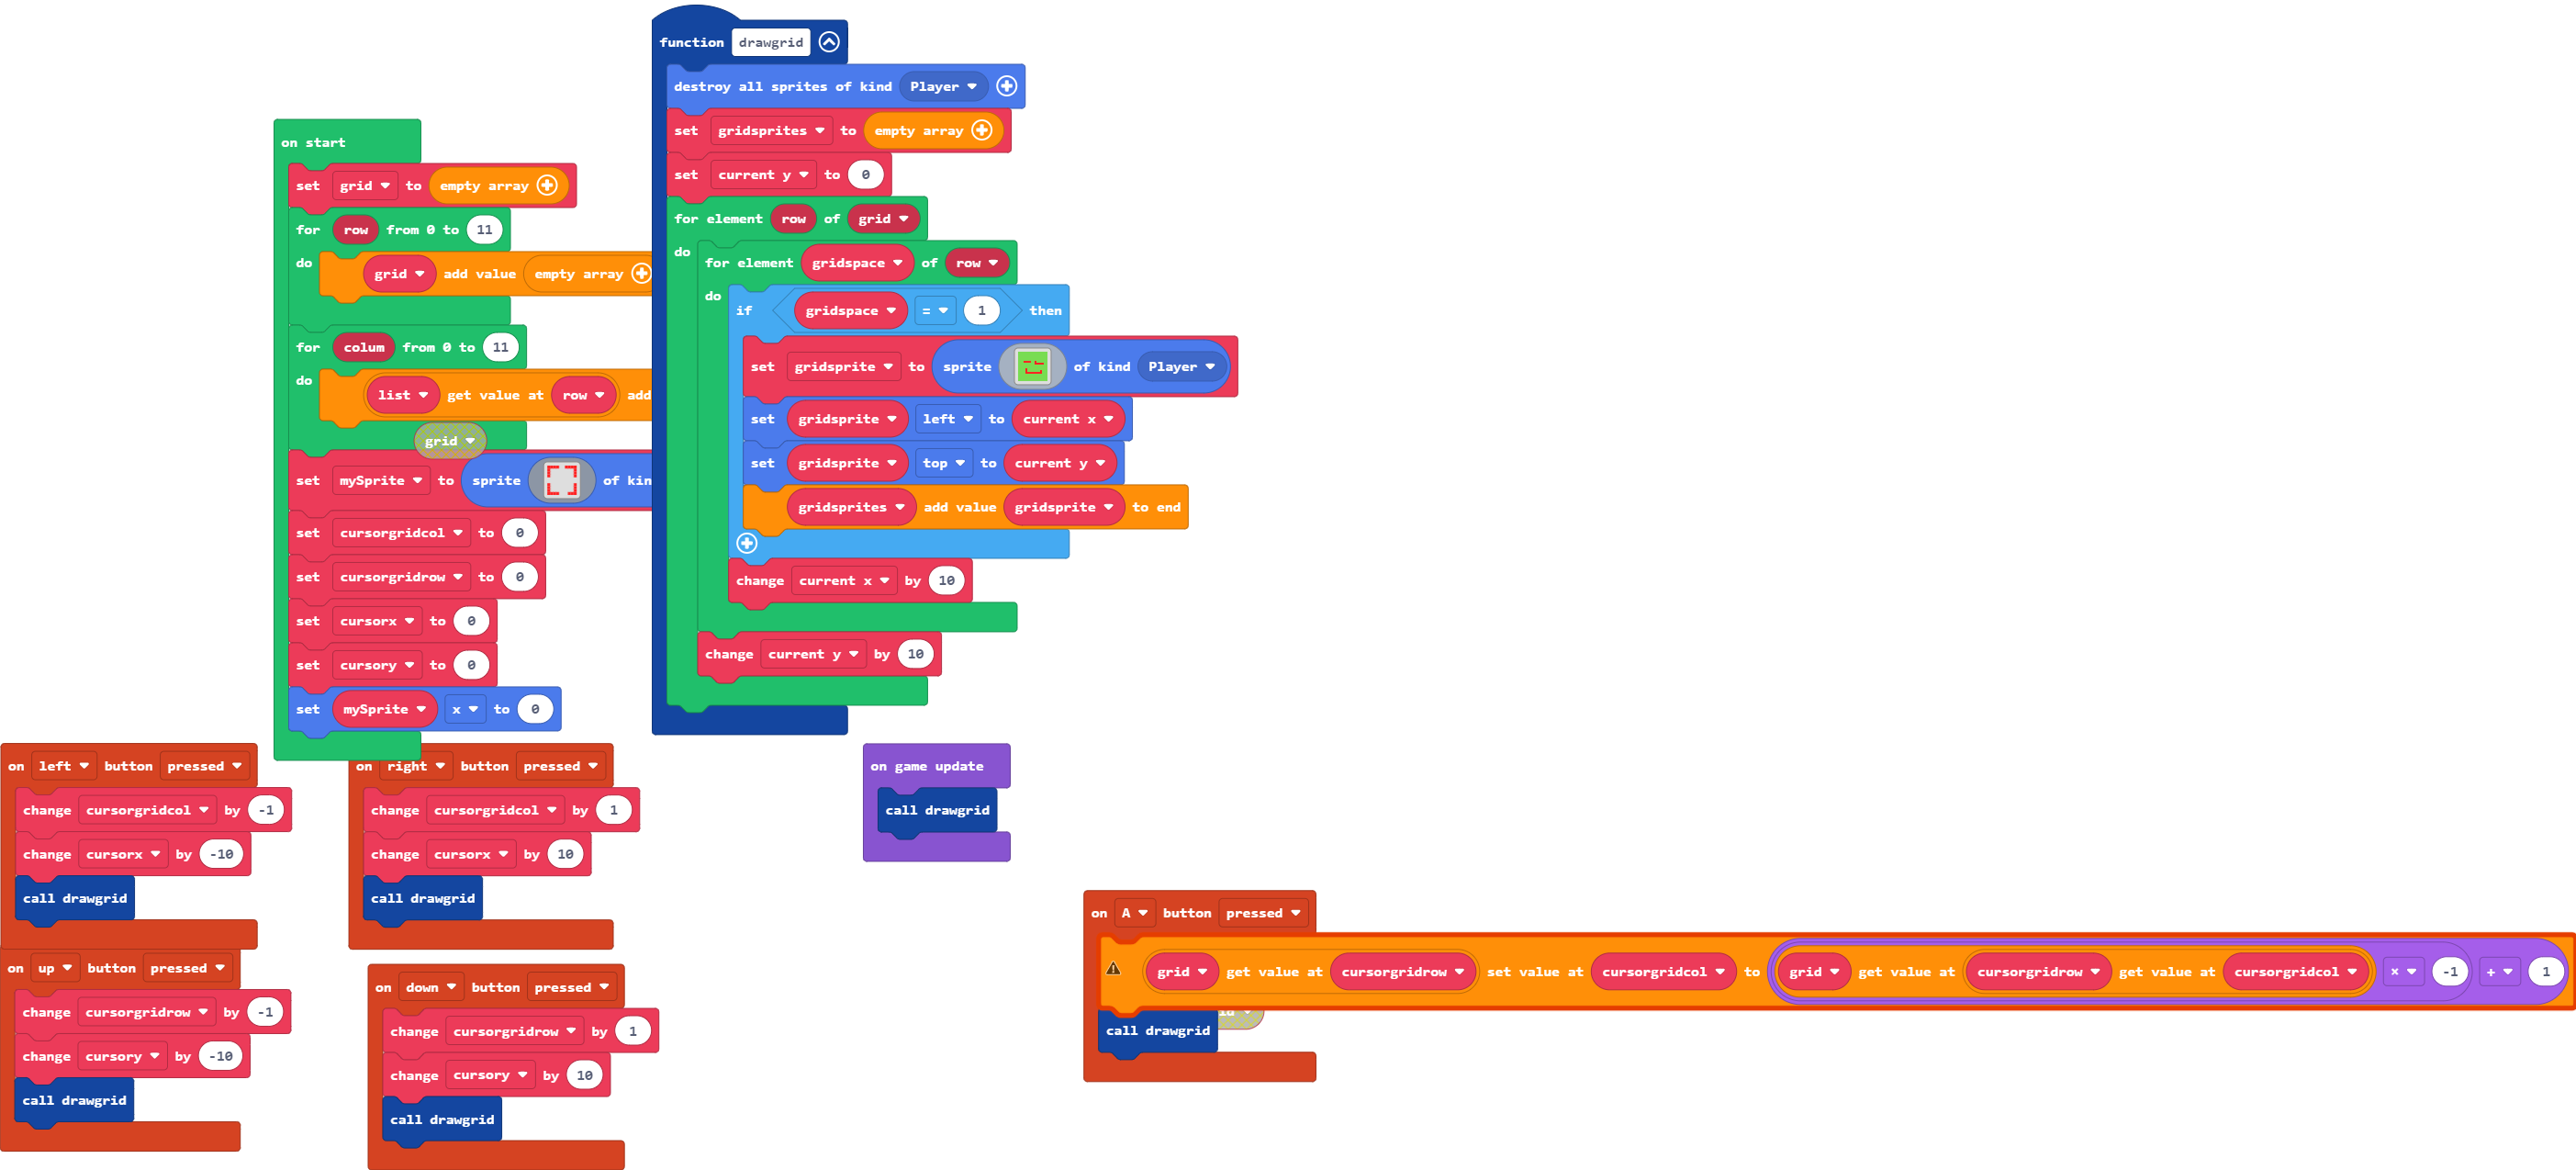 on start
set grid to empty array
for row from 0 to 11
do grid add value empty array
for colum from 0 to 11
do list get value at row add
grid
set mySprite to sprite of kin
set cursorgridcol to 0
set cursorgridrow to 0
set cursorx to 0
set cursory to 0
set mySprite x to 0
function drawgrid
destroy all sprites of kind Player
set gridsprites to empty array
set current y to 0
for element row of grid
do for element gridspace of row
do if gridspace = 1 then
set gridsprite to sprite of kind Player
set gridsprite left to current x
set gridsprite top to current y
gridsprites add value gridsprite to end
change current x by 10
change current y by 10
on left button pressed
change cursorgridcol by -1
change cursorx by -10
call drawgrid
on right button pressed
change cursorgridcol by 1
change cursorx by 10
call drawgrid
on game update
call drawgrid
on up button pressed
change cursorgridrow by -1
change cursory by -10
call drawgrid
on down button pressed
change cursorgridrow by 1
change cursory by 10
call drawgrid
on A button pressed
grid get value at cursorgridrow set value at cursorgridcol to grid get value at cursorgridrow get value at cursorgridcol × -1 + 1
call drawgrid